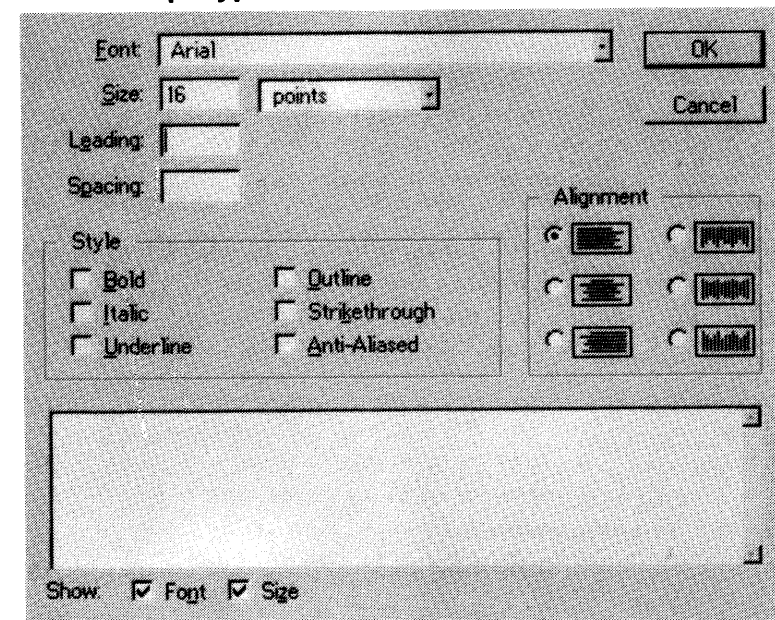 Font: Arial OK
Size: 16 points Cancel
Leading:
Spacing:
Alignment
Style
Bold Outline
Italic Strikethrough
Underline Anti-Aliased
Show: Font Size